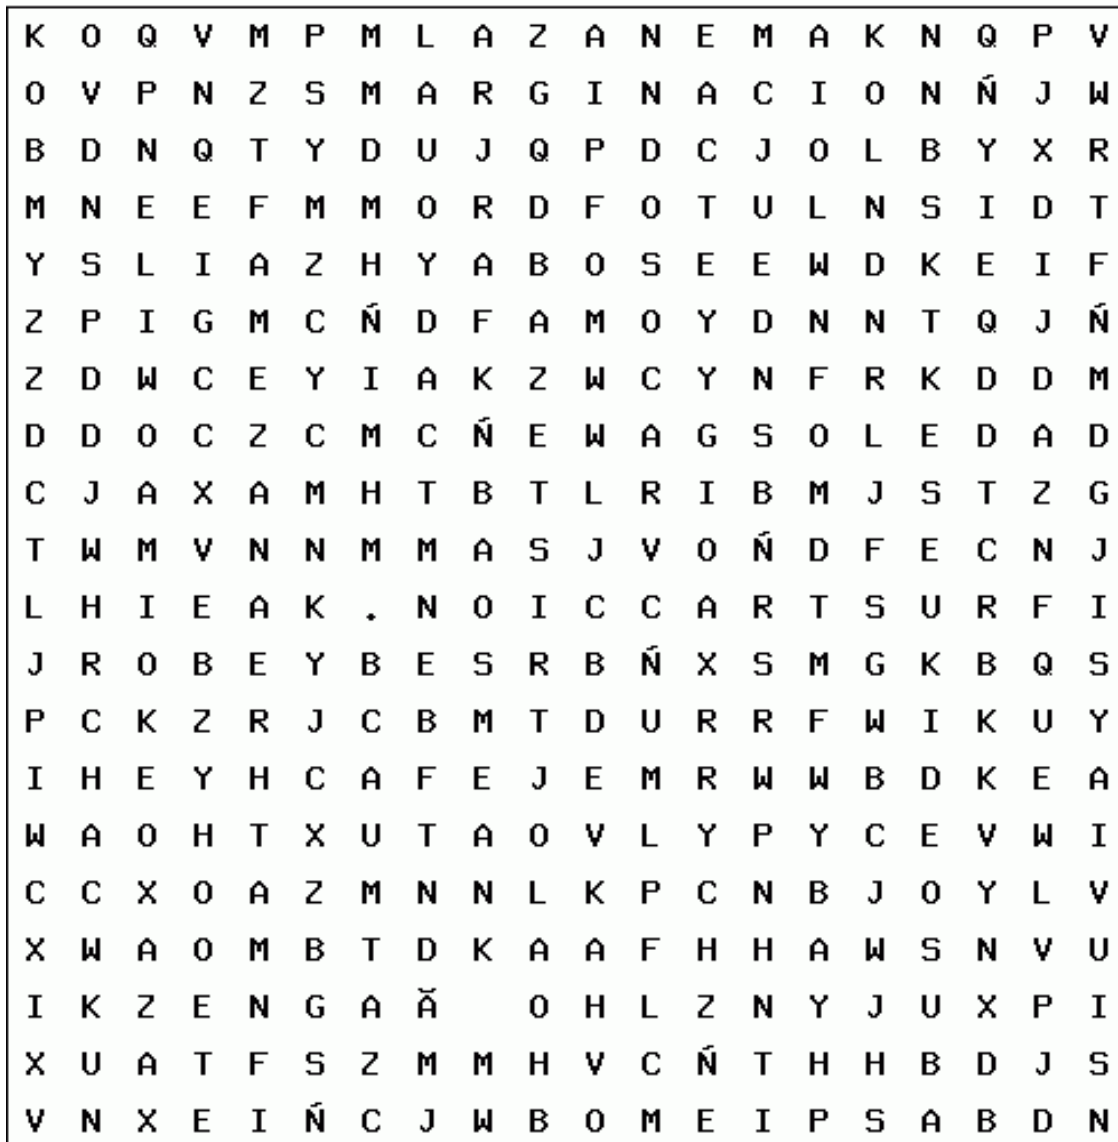 K O Q V M P M L A Z A N E M A K N Q P V
O V P N Z S M A R G I N A C I O N Ñ J W
B D N Q T Y D U J Q P D C J O L B Y X R
M N E E F M M O R D F O T U L N S I D T
Y S L I A Z H Y A B O S E E W D K E I F
Z P I G M C Ñ D F A M O Y D N N T Q J Ñ
Z D W C E Y I A K Z W C Y N F R K D D M
D D O C Z C M C Ñ E W A G S O L E D A D
C J A X A M H T B T L R I B M J S T Z G
T W M V N N M M A S J V O Ñ D F E C N J
L H I E A K . N O I C C A R T S U R F I
J R O B E Y B E S R B Ñ X S M G K B Q S
P C K Z R J C B M T D U R R F W I K U Y
I H E Y H C A F E J E M R W W B D K E A
W A O H T X U T A O V L Y P Y C E V W I
C C X O A Z M N N L K P C N B J O Y L V
X W A O M B T D K A A F H H A W S N V U
I K Z E N G A Ă   O H L Z N Y J U X P I
X U A T F S Z M M H V C Ñ T H H B D J S
V N X E I Ñ C J W B O M E I P S A B D N